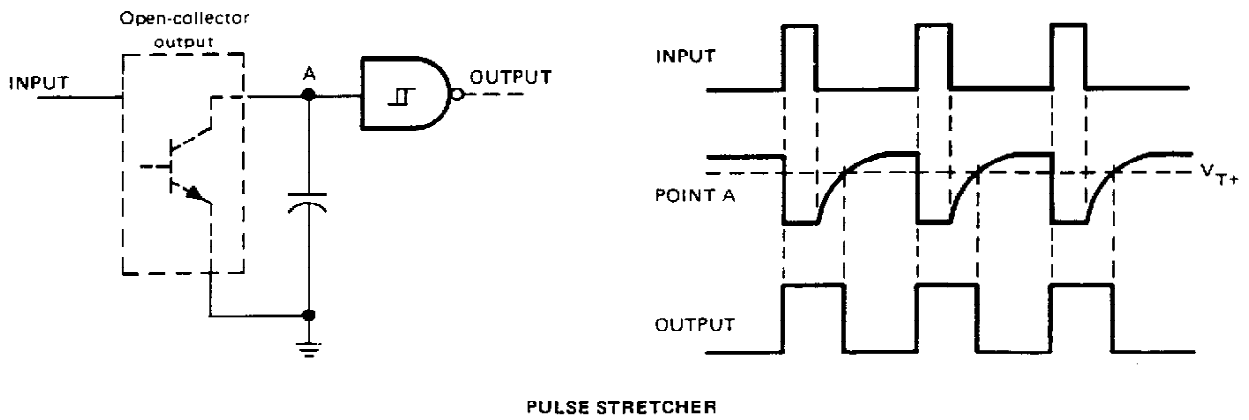 Open-collector
output
INPUT
A
OUTPUT
INPUT
POINT A
VT+
OUTPUT
PULSE STRETCHER